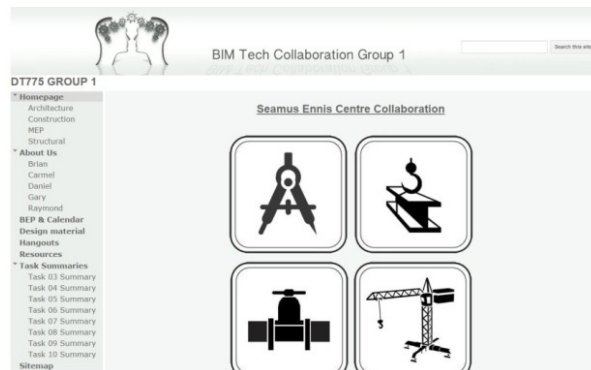 BIM Tech Collaboration Group 1
Search this site
DT775 GROUP 1
Homepage
Architecture
Construction
MEP
Structural
About Us
Brian
Carmel
Daniel
Gary
Raymond
BEP & Calendar
Design material
Hangouts
Resources
Task Summaries
Task 03 Summary
Task 04 Summary
Task 05 Summary
Task 06 Summary
Task 07 Summary
Task 08 Summary
Task 09 Summary
Task 10 Summary
Sitemap
Seamus Ennis Centre Collaboration